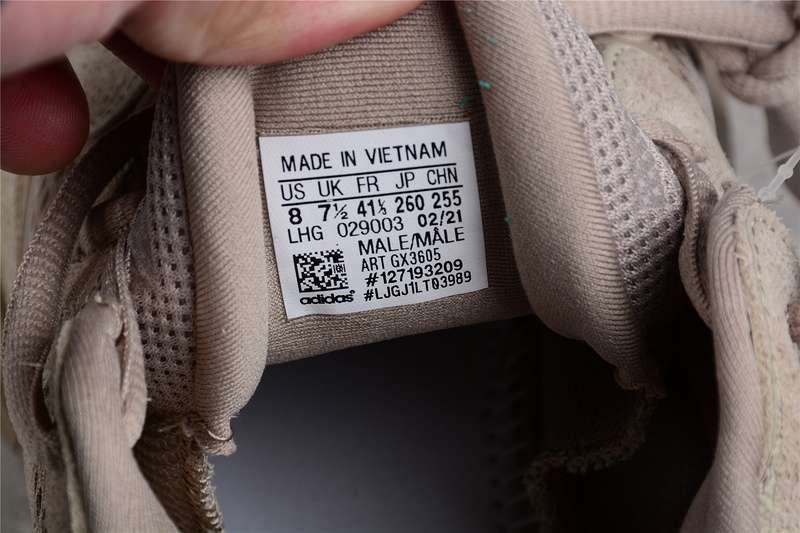 MADE IN VIETNAM
US UK FR JP CHN
8 7½ 41⅓ 260 255
LHG 029003 02/21
MALE/MÂLE
ART GX3605
#127193209
adidas #LJGJ1LT03989